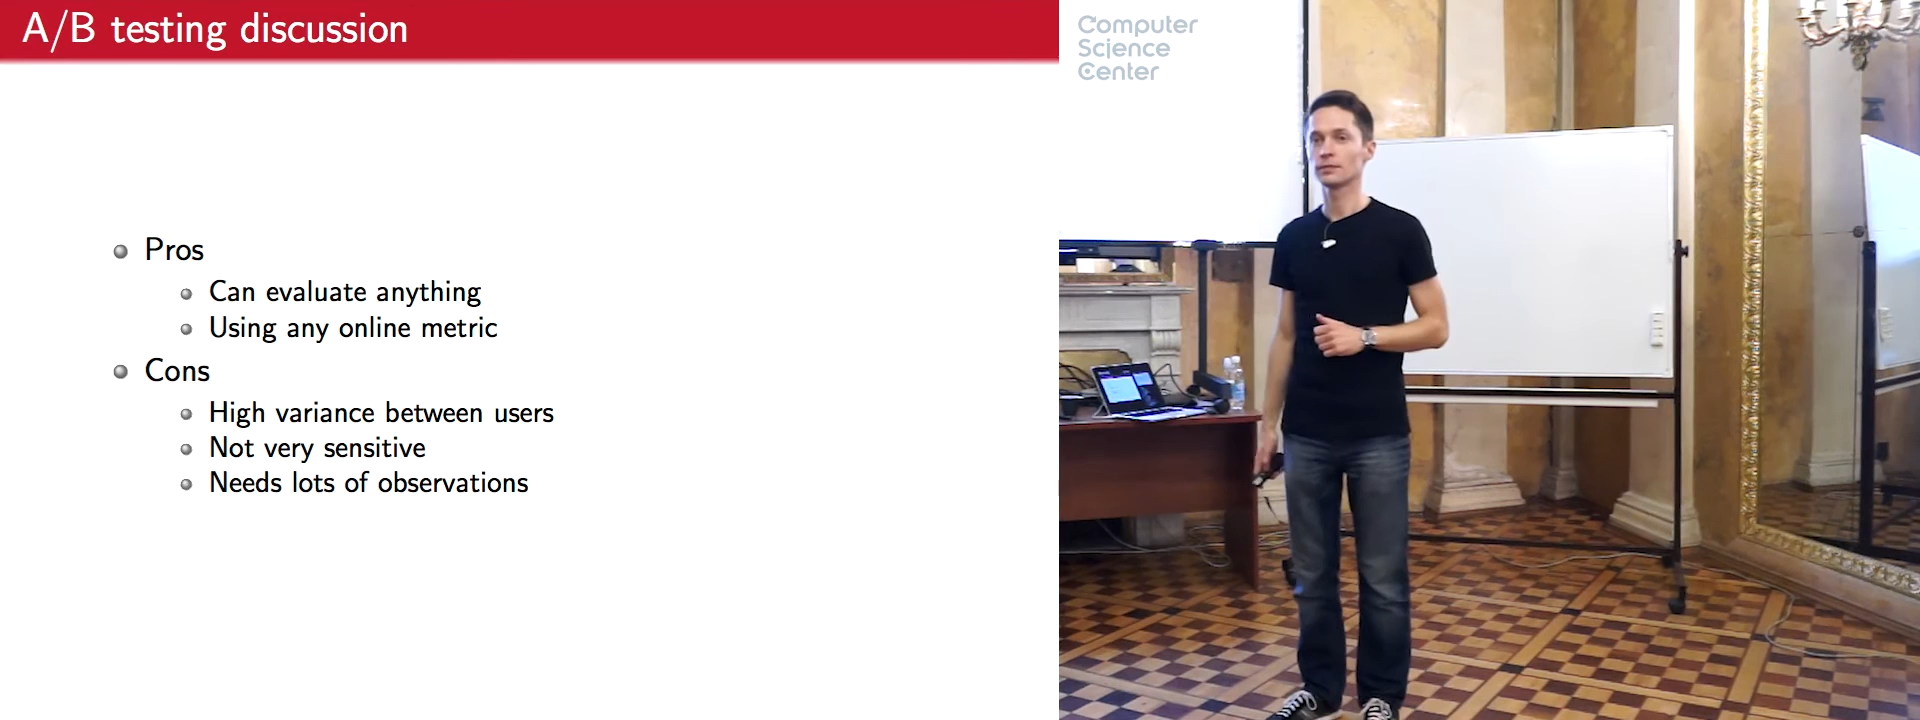 A/B testing discussion
Pros
Can evaluate anything
Using any online metric
Cons
High variance between users
Not very sensitive
Needs lots of observations
Computer
Science
Center